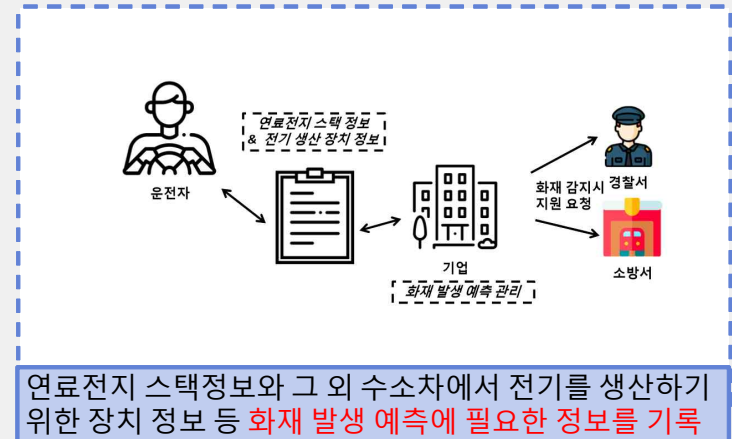 연료전지 스택 정보
& 전기 생산 장치 정보
운전자
화재 감지시
지원 요청
경찰서
기업
화재 발생 예측 관리
소방서
연료전지 스택정보와 그 외 수소차에서 전기를 생산하기
위한 장치 정보 등 화재 발생 예측에 필요한 정보를 기록